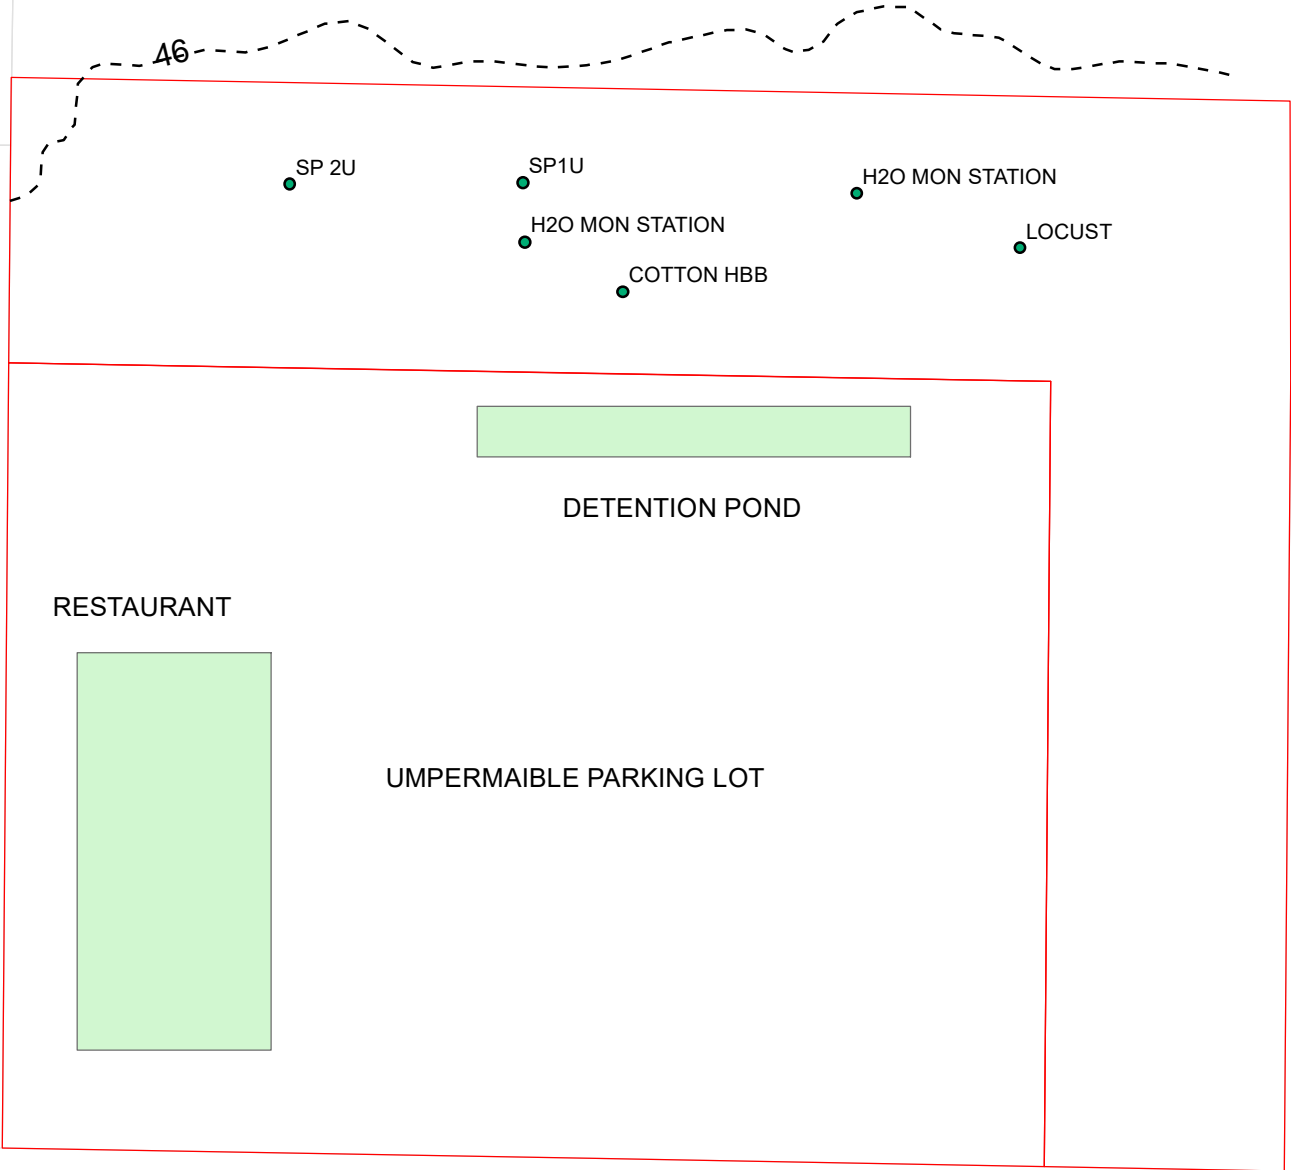 46
SP 2U
SP1U
H2O MON STATION
H2O MON STATION
LOCUST
COTTON HBB
DETENTION POND
RESTAURANT
UMPERMAIBLE PARKING LOT